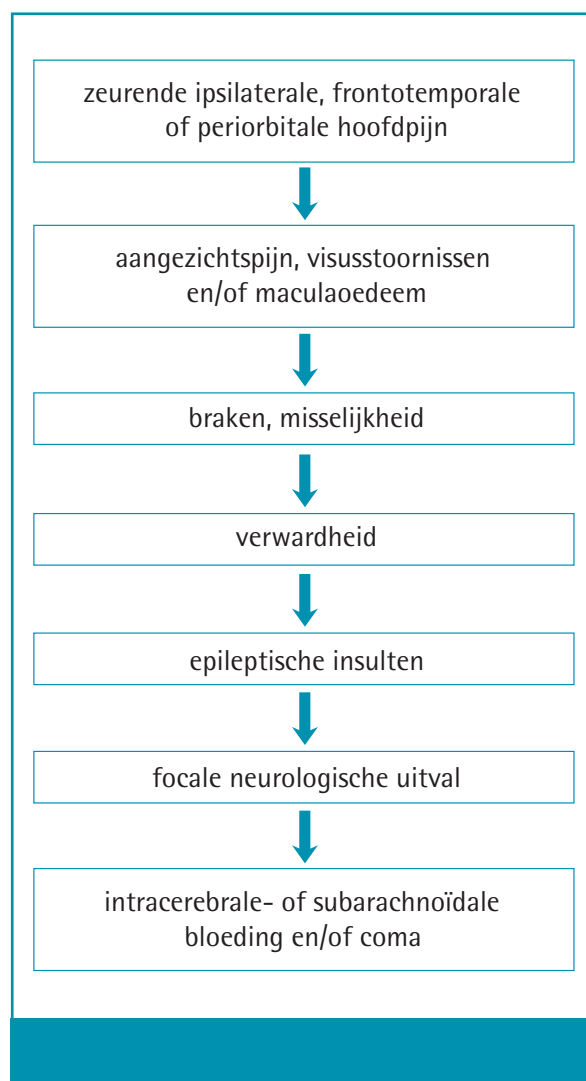 zeurende ipsilaterale, frontotemporale
of periorbitale hoofdpijn
aangezichtspijn, visusstoornissen
en/of maculaoedeem
braken, misselijkheid
verwardheid
epileptische insulten
focale neurologische uitval
intracerebrale- of subarachnoïdale
bloeding en/of coma